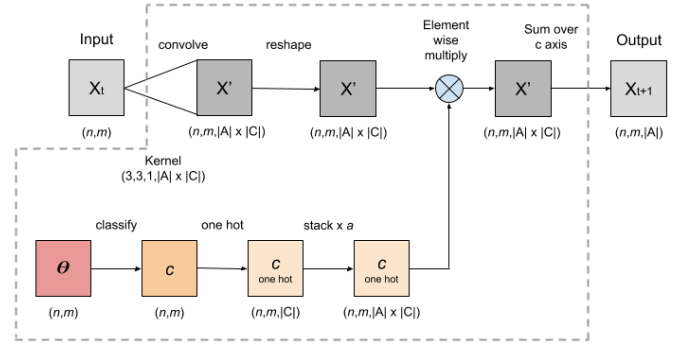 Input
convolve
reshape
Element
wise
multiply
Sum over
c axis
Output
Xt
X'
X'
X'
Xt+1
(n,m)
(n,m,|A| x |C|)
(n,m,|A| x |C|)
(n,m,|A| x |C|)
(n,m,|A|)
Kernel
(3,3,1,|A| x |C|)
classify
one hot
stack x a
θ
c
c
one hot
c
one hot
(n,m)
(n,m)
(n,m,|C|)
(n,m,|A| x |C|)